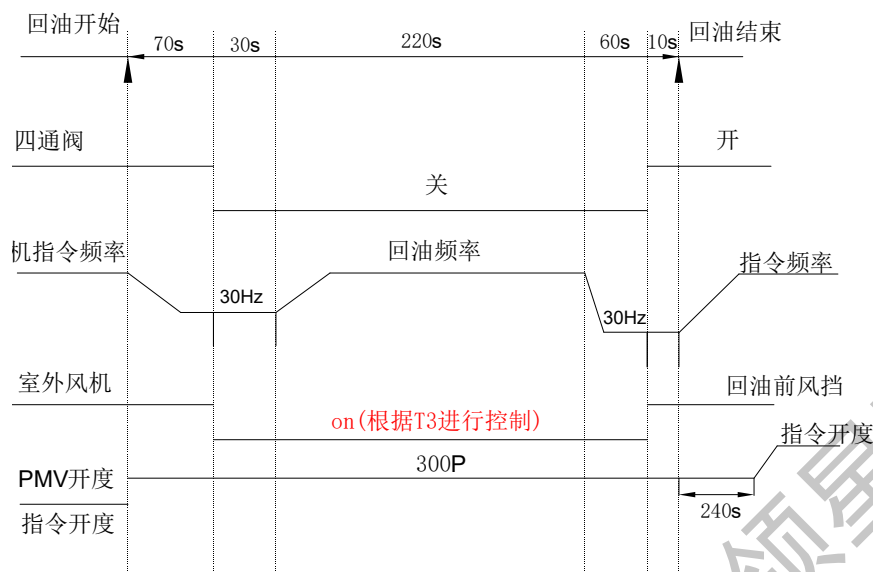 回油开始
70s
30s
220s
60s
10s
回油结束
四通阀
开
关
机指令频率
回油频率
指令频率
30Hz
30Hz
室外风机
回油前风挡
on(根据T3进行控制)
指令开度
300P
PMV开度
240s
指令开度
领星